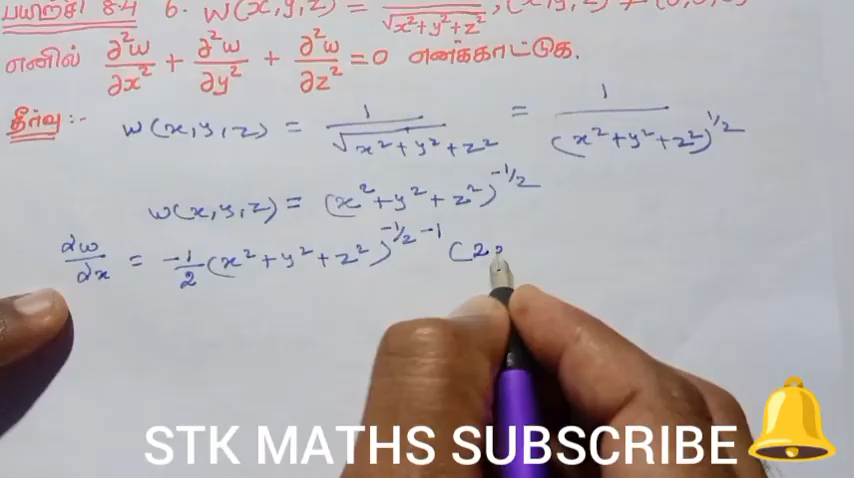 பயிற்சி 8.4 6. w(x,y,z) = 1/√(x²+y²+z²), (x,y,z) ≠ (0,0,0)
எனில் ∂²w/∂x² + ∂²w/∂y² + ∂²w/∂z² = 0 எனக்காட்டுக.
தீர்வு:- w(x,y,z) = 1/√(x²+y²+z²) = 1/(x²+y²+z²)^1/2
w(x,y,z) = (x²+y²+z²)^-1/2
∂w/∂x = -1/2 (x²+y²+z²)^-1/2 -1 (2
STK MATHS SUBSCRIBE